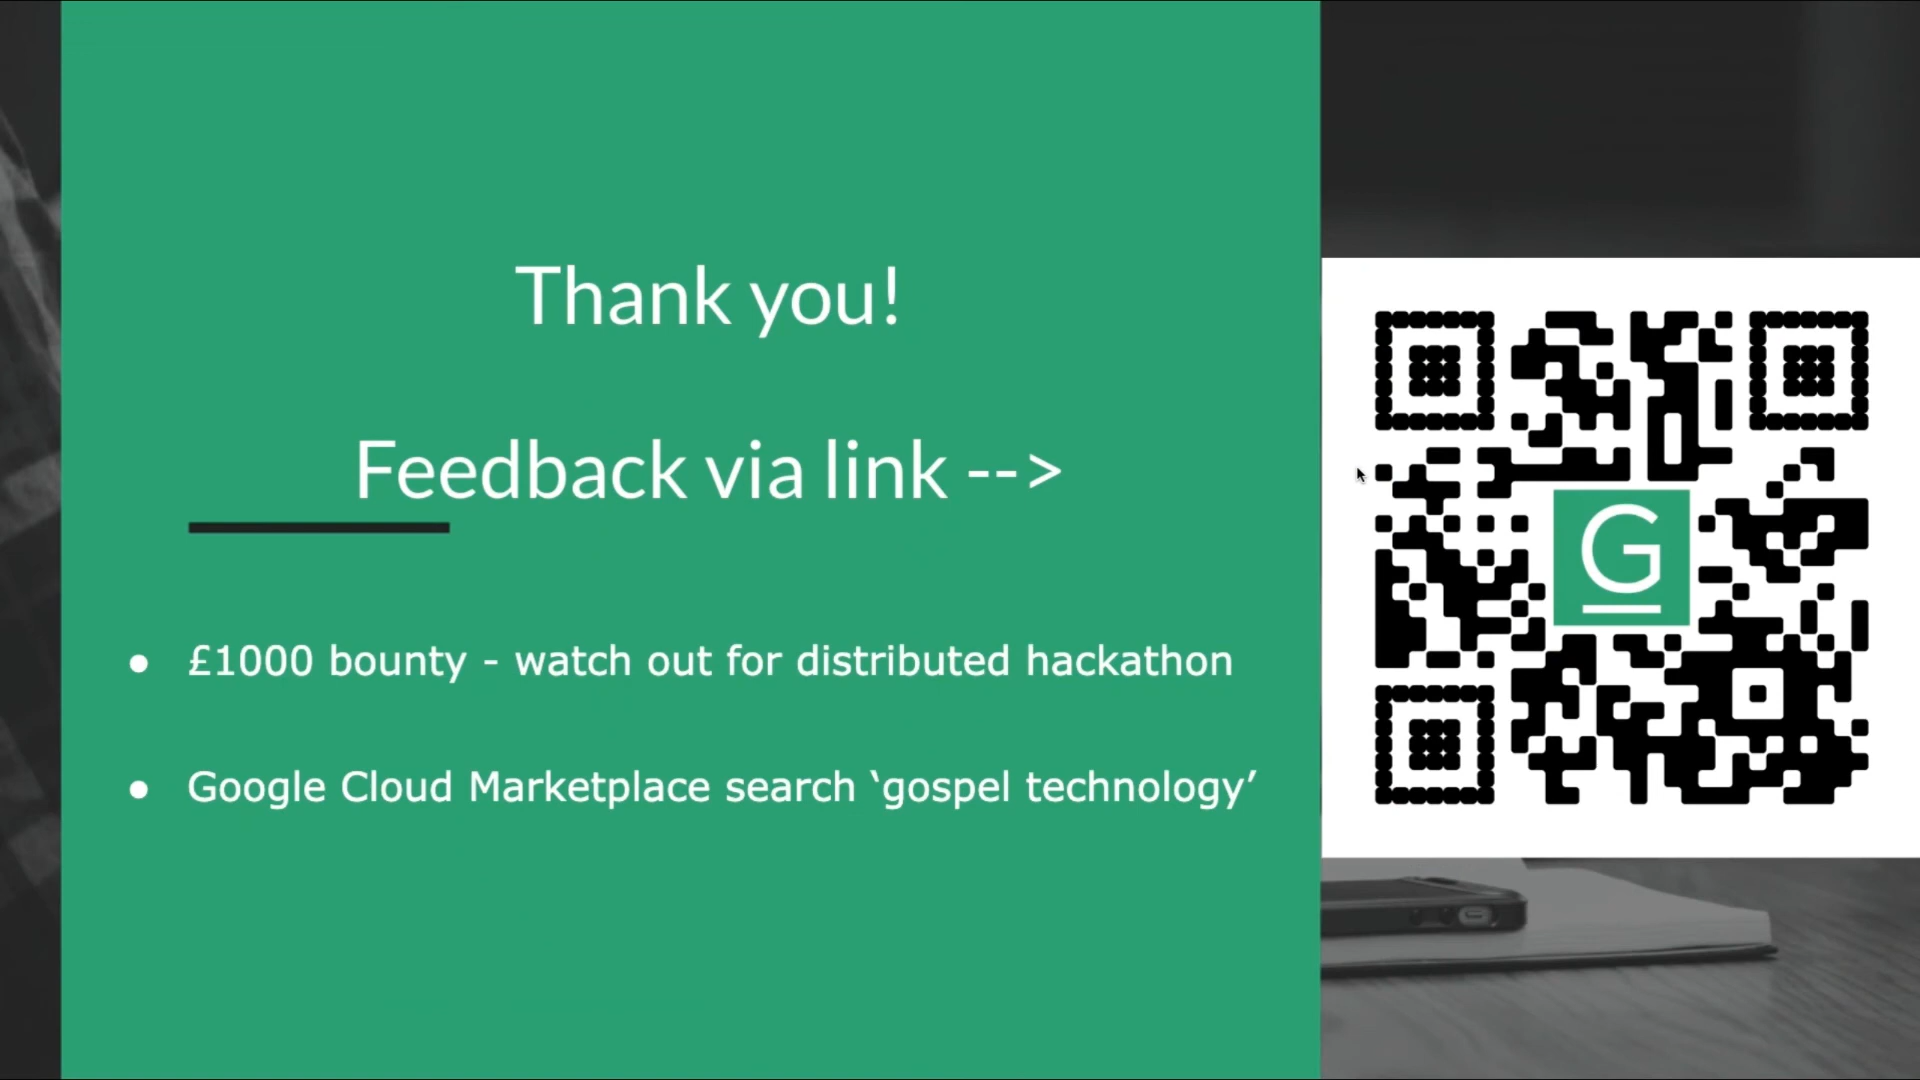 Thank you!
Feedback via link -->
• £1000 bounty - watch out for distributed hackathon
• Google Cloud Marketplace search ‘gospel technology’
G